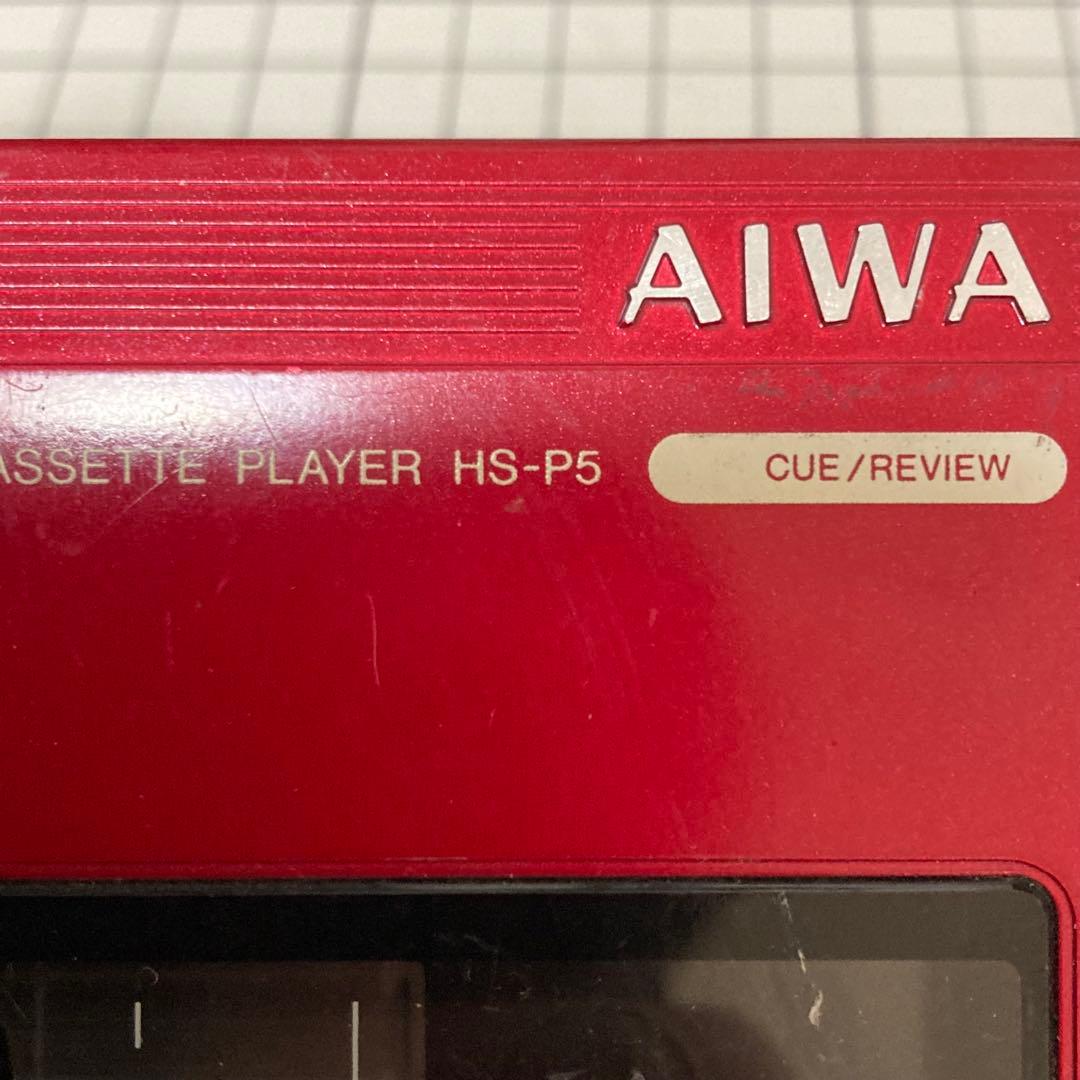 AIWA
ASSETTE PLAYER HS-P5
CUE/REVIEW